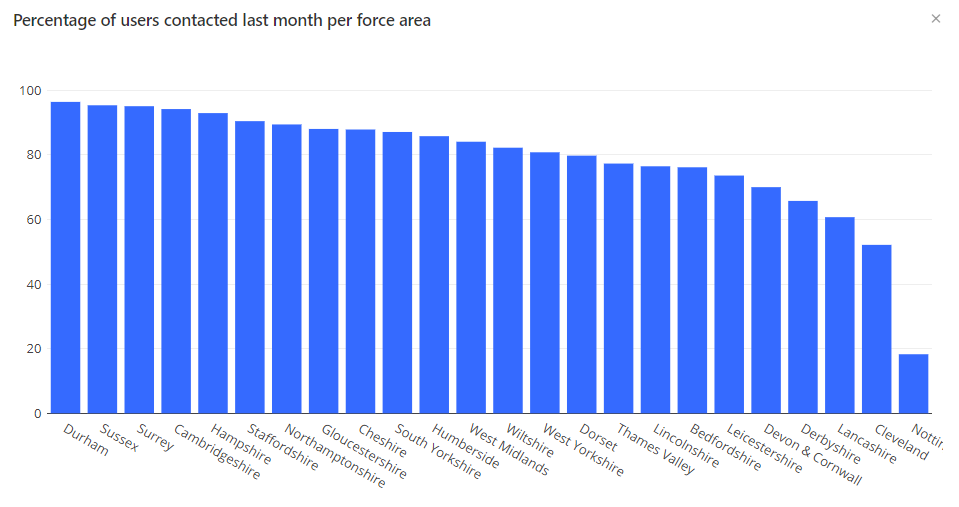 Percentage of users contacted last month per force area
×
100
80
60
40
20
0
Durham
Sussex
Surrey
Cambridgeshire
Hampshire
Staffordshire
Northamptonshire
Gloucestershire
Cheshire
South Yorkshire
Humberside
West Midlands
Wiltshire
West Yorkshire
Dorset
Thames Valley
Lincolnshire
Bedfordshire
Leicestershire
Devon & Cornwall
Derbyshire
Lancashire
Cleveland